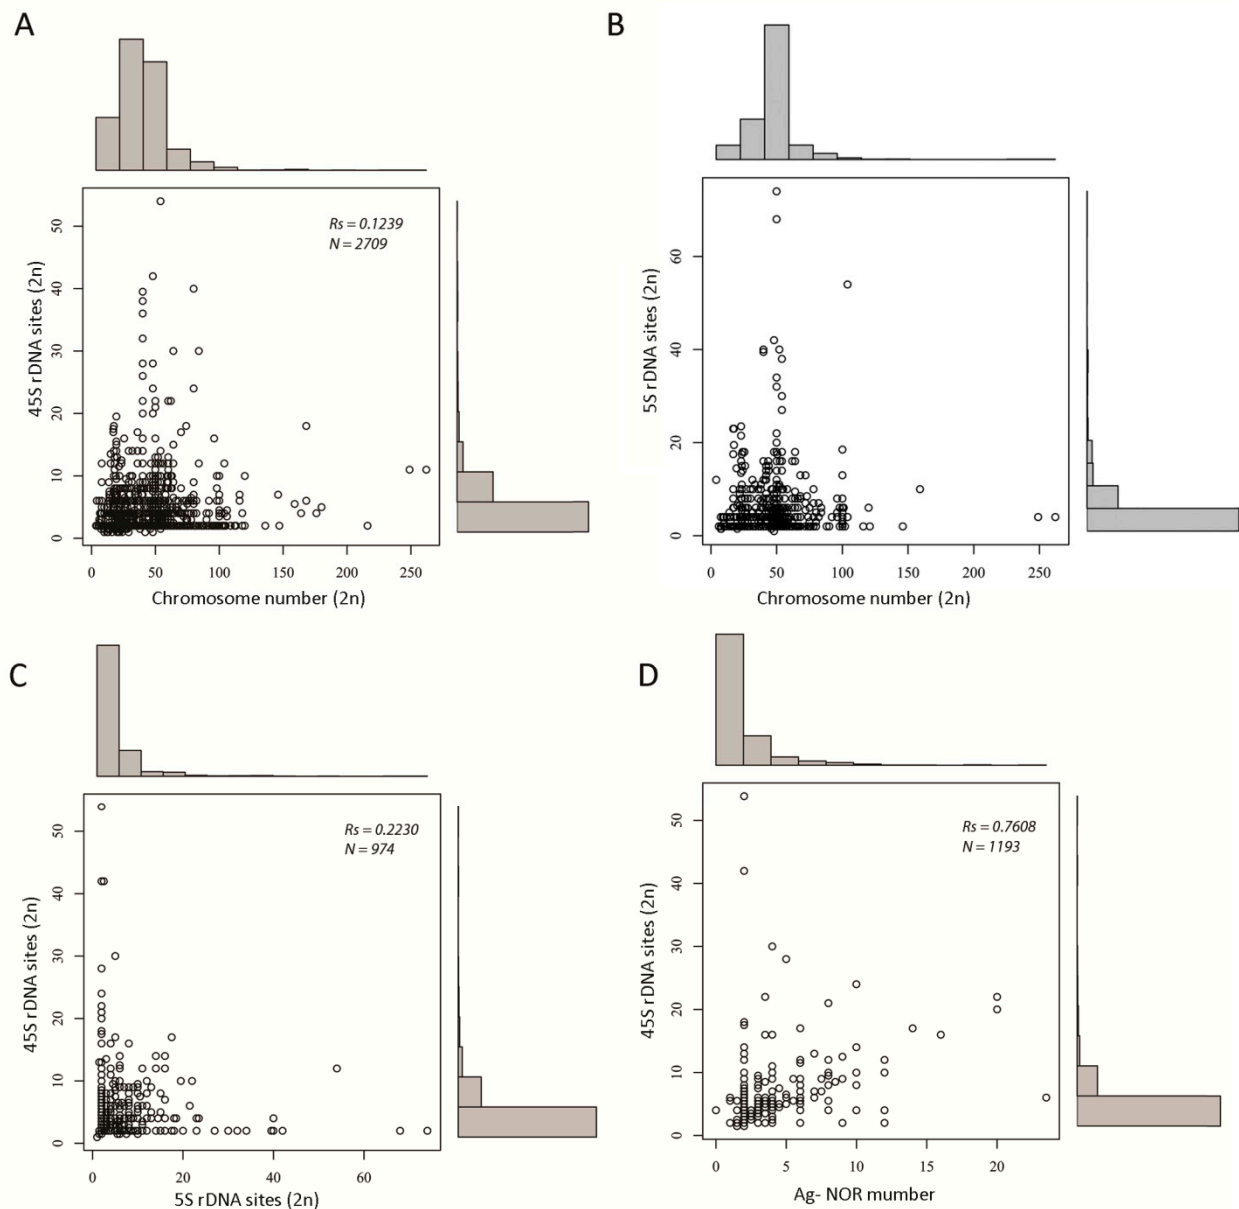 A
B
Rs = 0.1239
N = 2709
45S rDNA sites (2n)
0 10 20 30 40 50
0 50 100 150 200 250
Chromosome number (2n)
5S rDNA sites (2n)
0 20 40 60
0 50 100 150 200 250
Chromosome number (2n)
C
D
Rs = 0.2230
N = 974
45S rDNA sites (2n)
0 10 20 30 40 50
0 20 40 60
5S rDNA sites (2n)
Rs = 0.7608
N = 1193
45S rDNA sites (2n)
0 10 20 30 40 50
0 5 10 15 20
Ag- NOR mumber